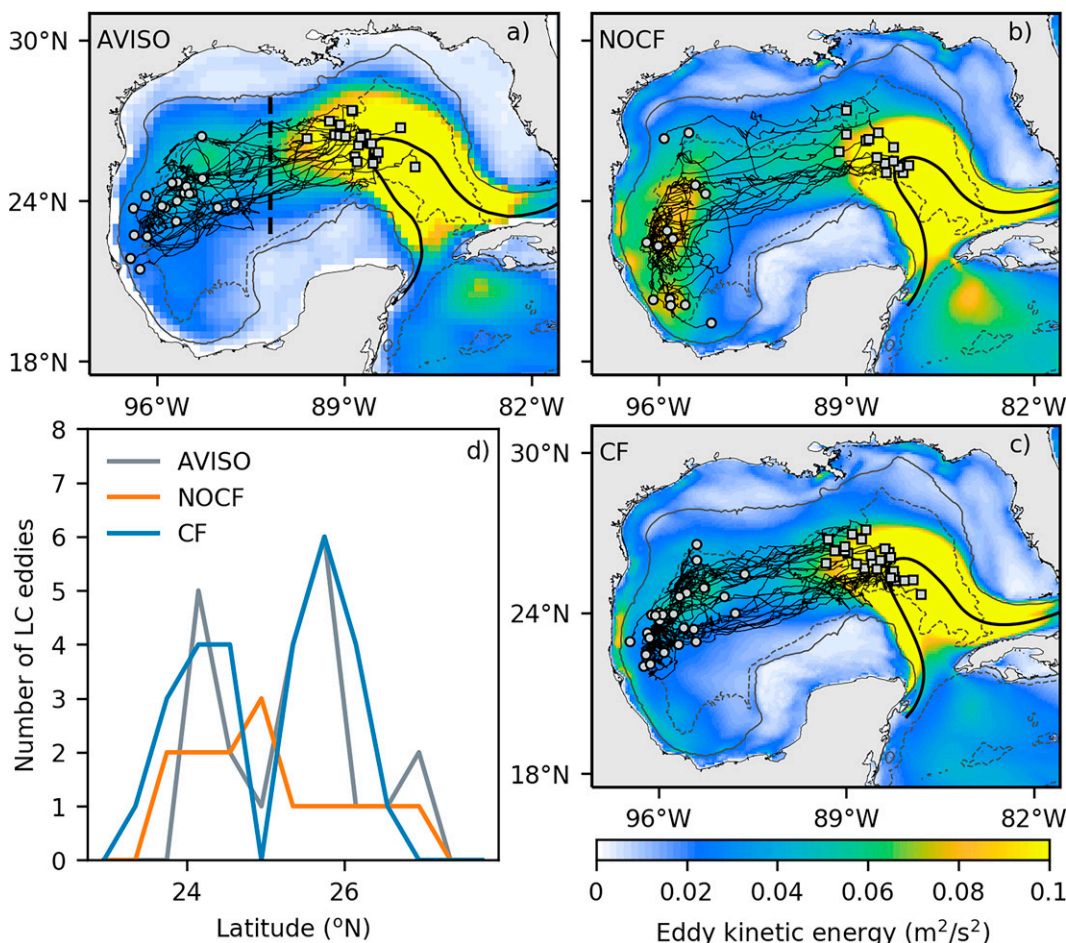 30°N
24°N
18°N
AVISO
a)
96°W
89°W
82°W
NOCF
b)
96°W
89°W
82°W
8
7
6
5
4
3
2
1
0
Number of LC eddies
d)
AVISO
NOCF
CF
24
26
Latitude (°N)
30°N
24°N
18°N
CF
c)
96°W
89°W
82°W
0
0.02
0.04
0.06
0.08
0.1
Eddy kinetic energy (m²/s²)